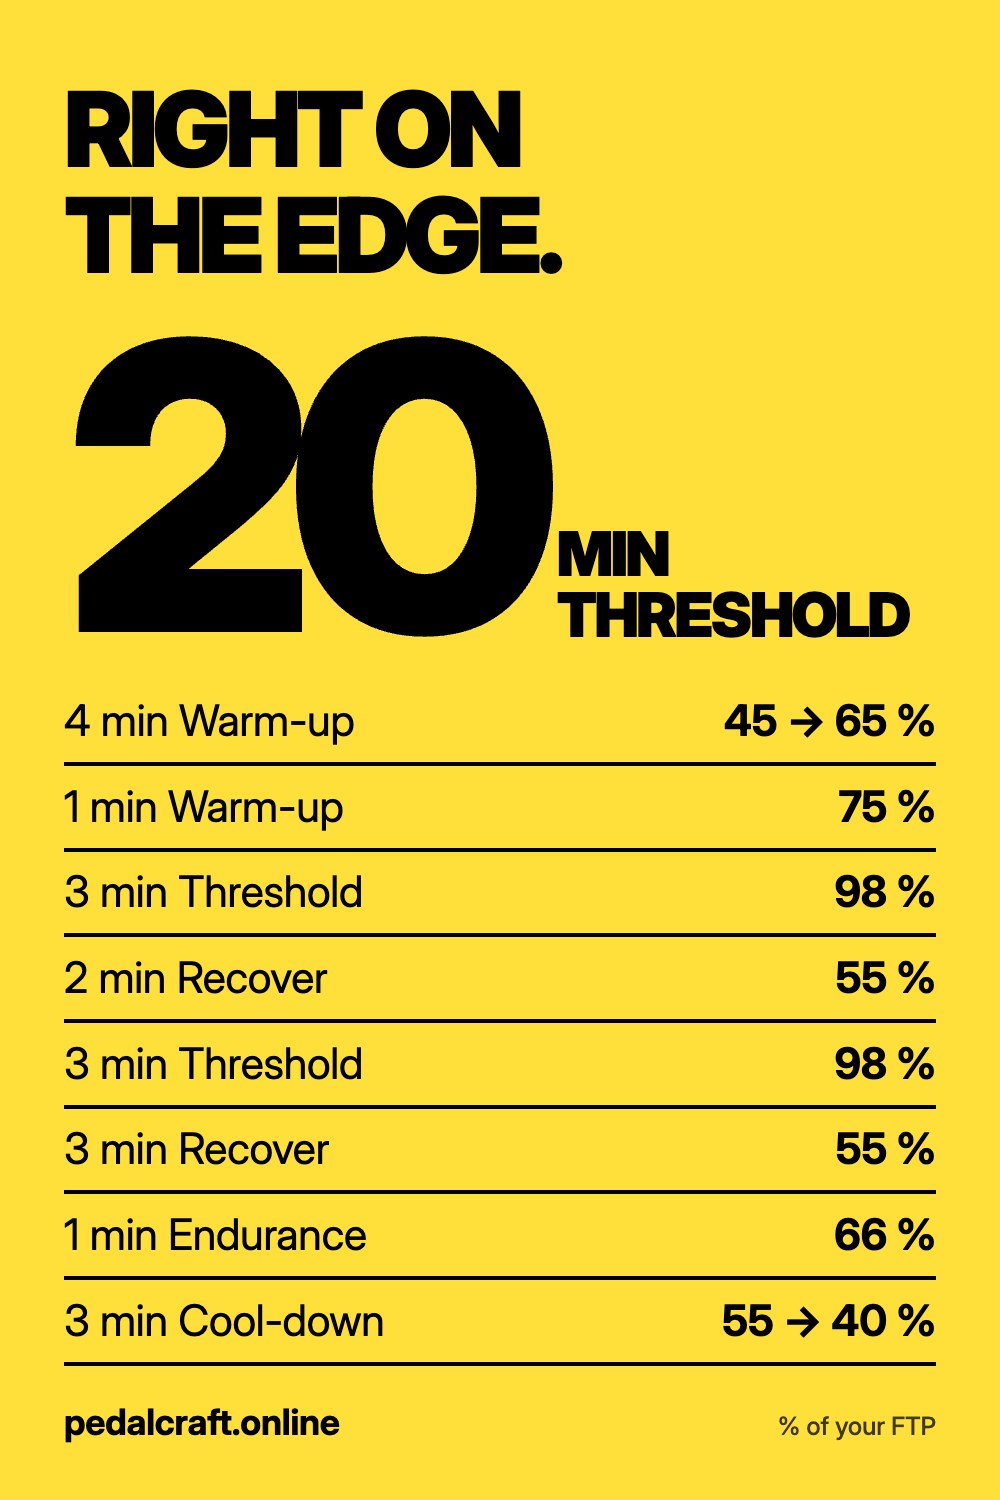 RIGHT ON
THE EDGE.
20 MIN
THRESHOLD
4 min Warm-up 45 → 65 %
1 min Warm-up 75 %
3 min Threshold 98 %
2 min Recover 55 %
3 min Threshold 98 %
3 min Recover 55 %
1 min Endurance 66 %
3 min Cool-down 55 → 40 %
pedalcraft.online % of your FTP